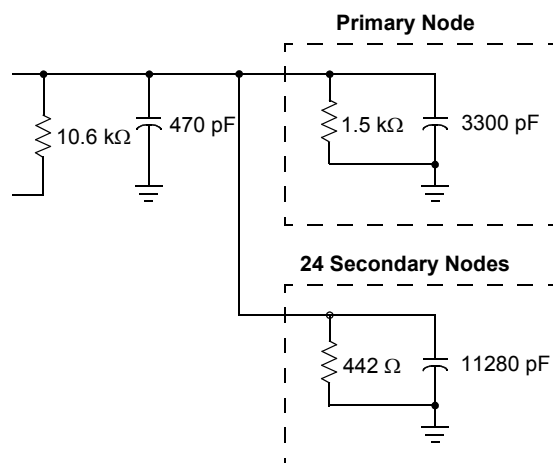 Primary Node
10.6 kΩ
470 pF
1.5 kΩ
3300 pF
24 Secondary Nodes
442 Ω
11280 pF